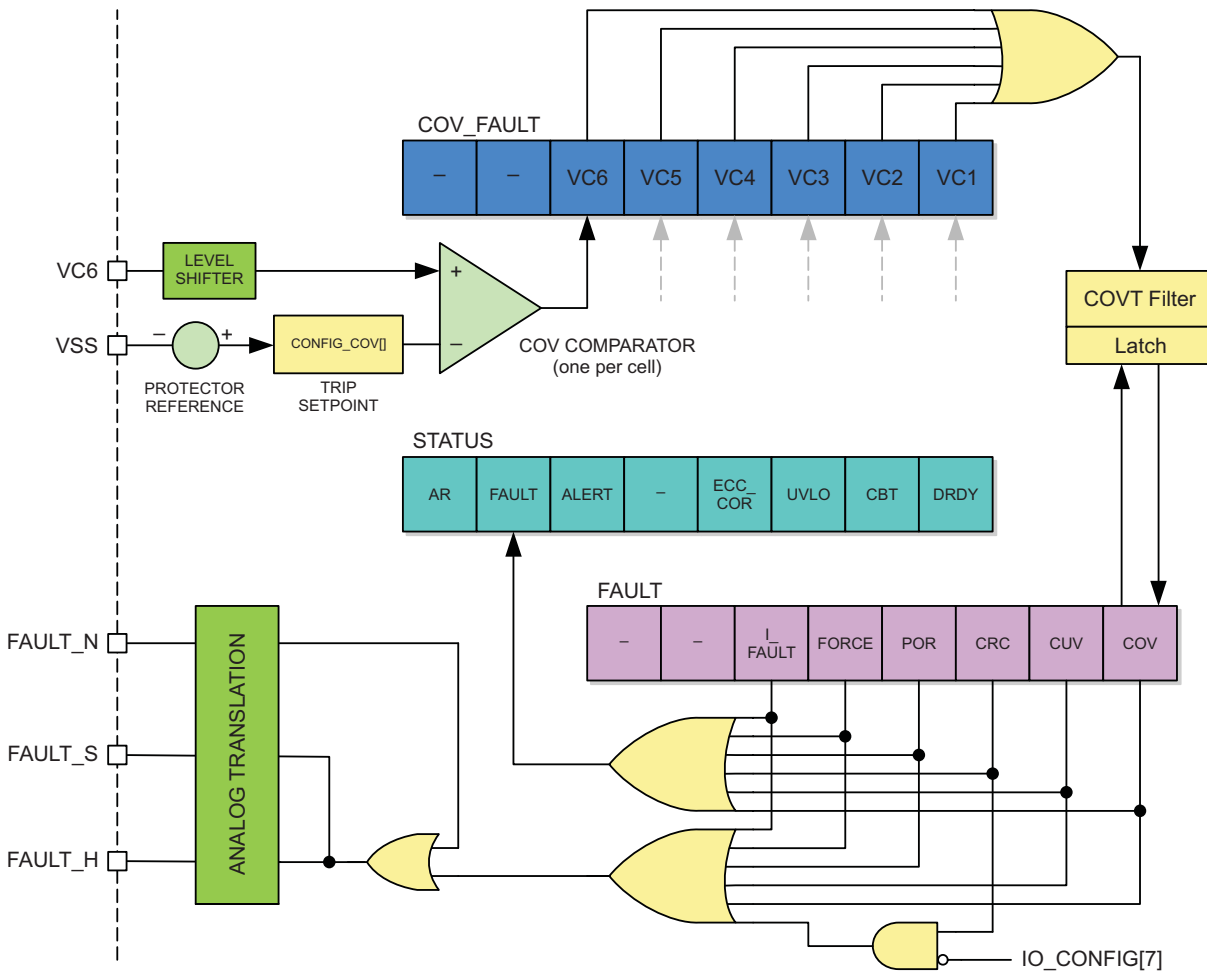 COV_FAULT
–
–
VC6
VC5
VC4
VC3
VC2
VC1
VC6
LEVEL
SHIFTER
+
–
VSS
–
+
PROTECTOR
REFERENCE
CONFIG_COV[]
TRIP
SETPOINT
COV COMPARATOR
(one per cell)
COVT Filter
Latch
STATUS
AR
FAULT
ALERT
–
ECC_
COR
UVLO
CBT
DRDY
FAULT
–
–
I_
FAULT
FORCE
POR
CRC
CUV
COV
FAULT_N
FAULT_S
FAULT_H
ANALOG TRANSLATION
IO_CONFIG[7]